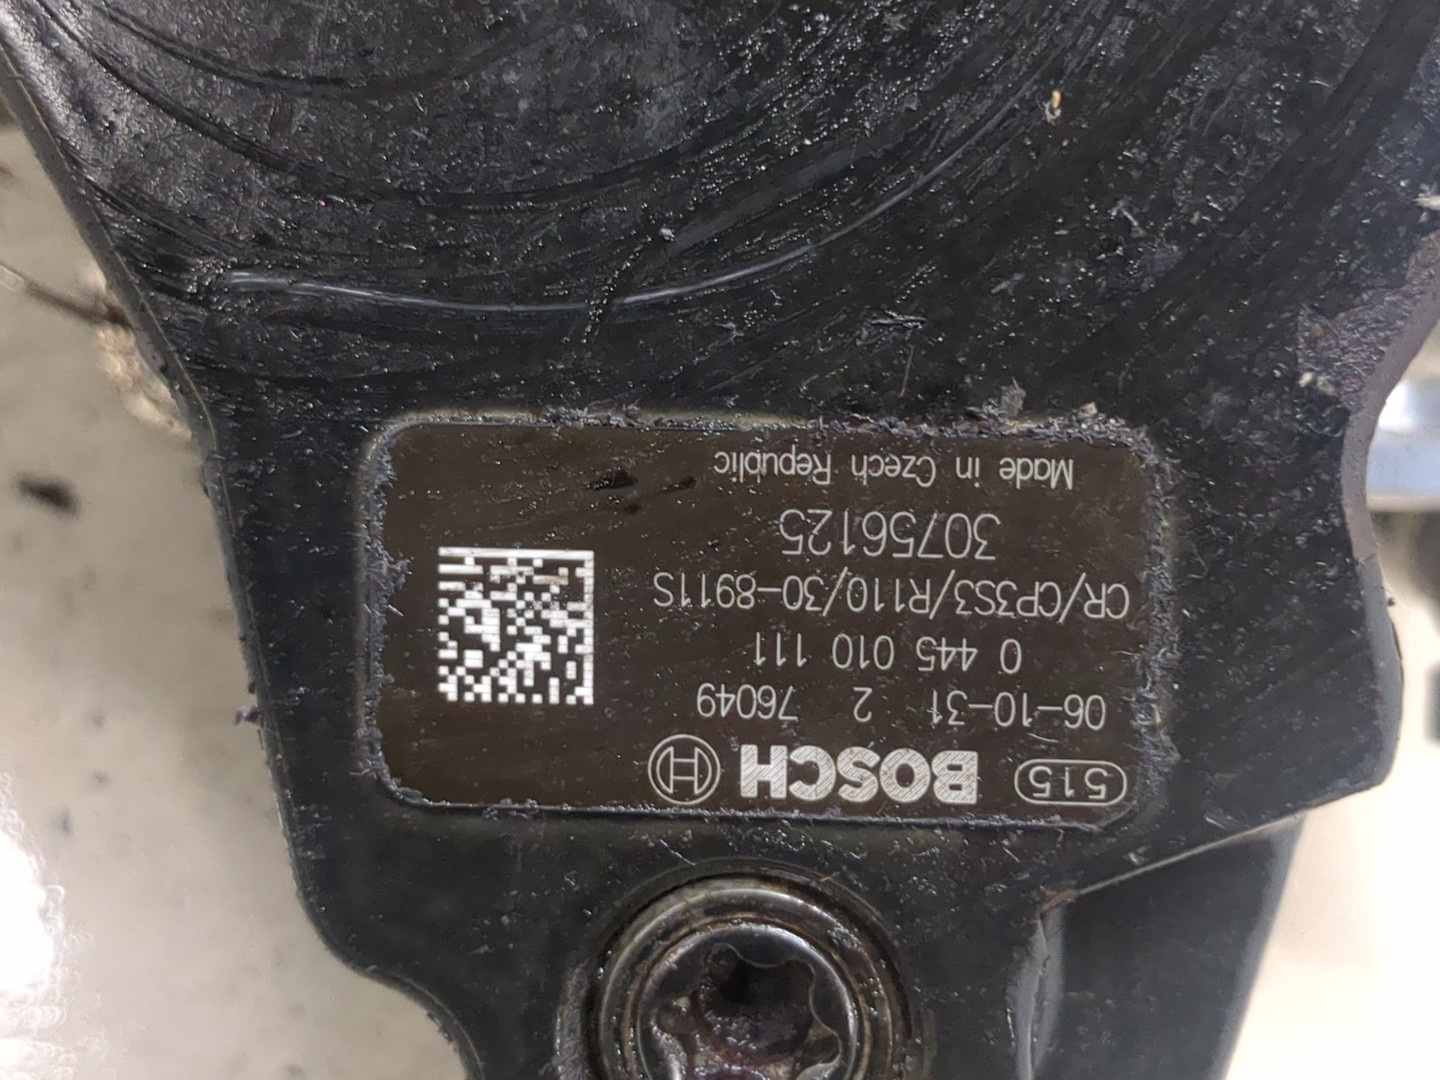 515 BOSCH
06-10-31 2 76049
0 445 010 111
CR/CP3S3/R110/30-8911S
30756125
Made in Czech Republic